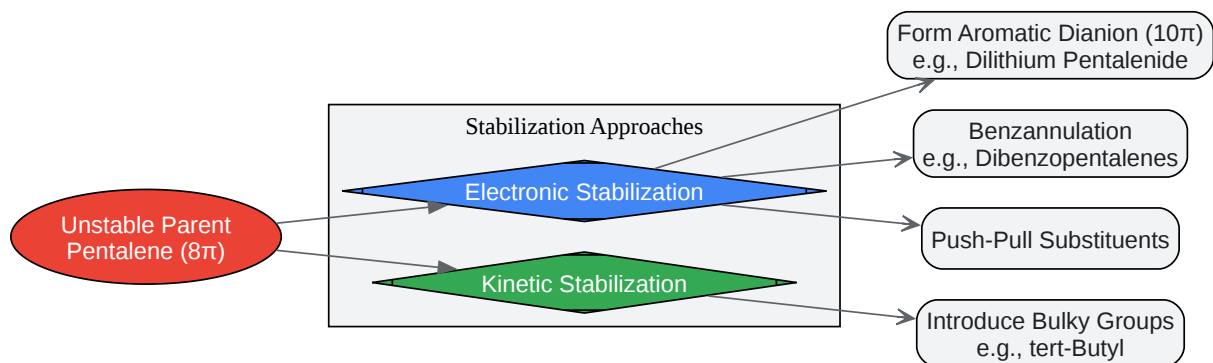 Unstable Parent
Pentalene (8π)
Stabilization Approaches
Electronic Stabilization
Kinetic Stabilization
Form Aromatic Dianion (10π)
e.g., Dilithium Pentalenide
Benzannulation
e.g., Dibenzopentalenes
Push-Pull Substituents
Introduce Bulky Groups
e.g., tert-Butyl